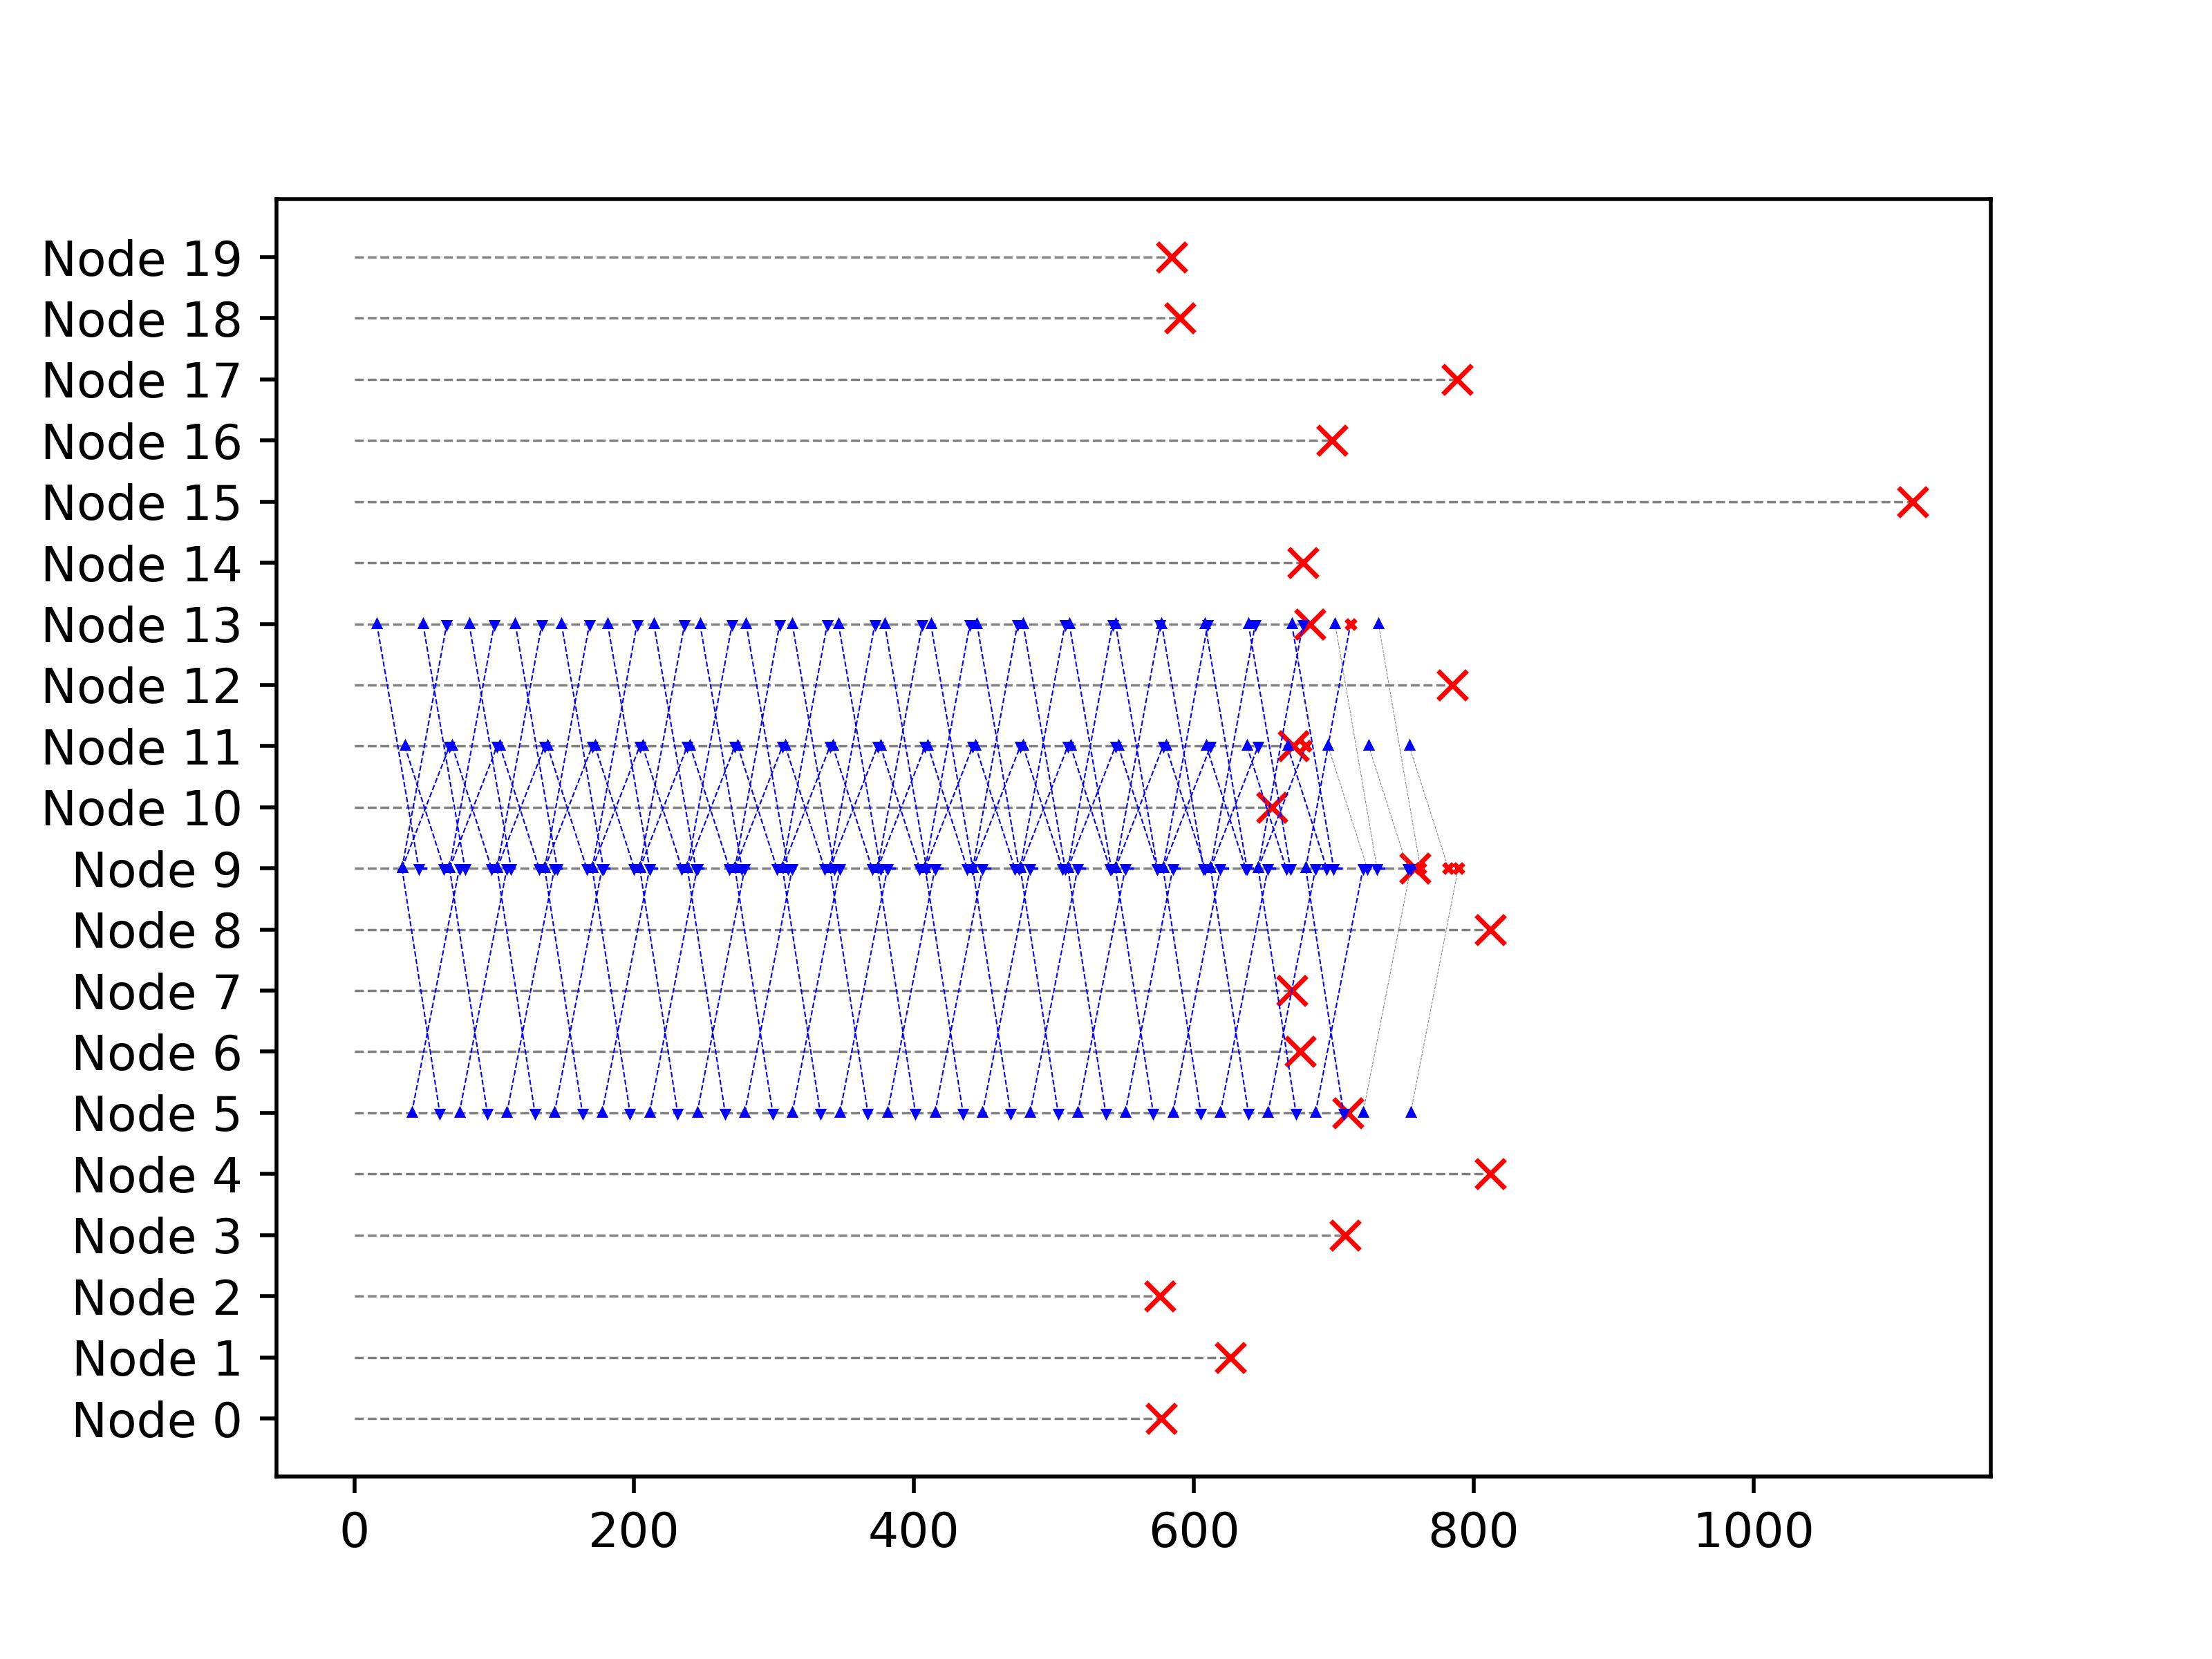 Node 19
Node 18
Node 17
Node 16
Node 15
Node 14
Node 13
Node 12
Node 11
Node 10
Node 9
Node 8
Node 7
Node 6
Node 5
Node 4
Node 3
Node 2
Node 1
Node 0
0 200 400 600 800 1000